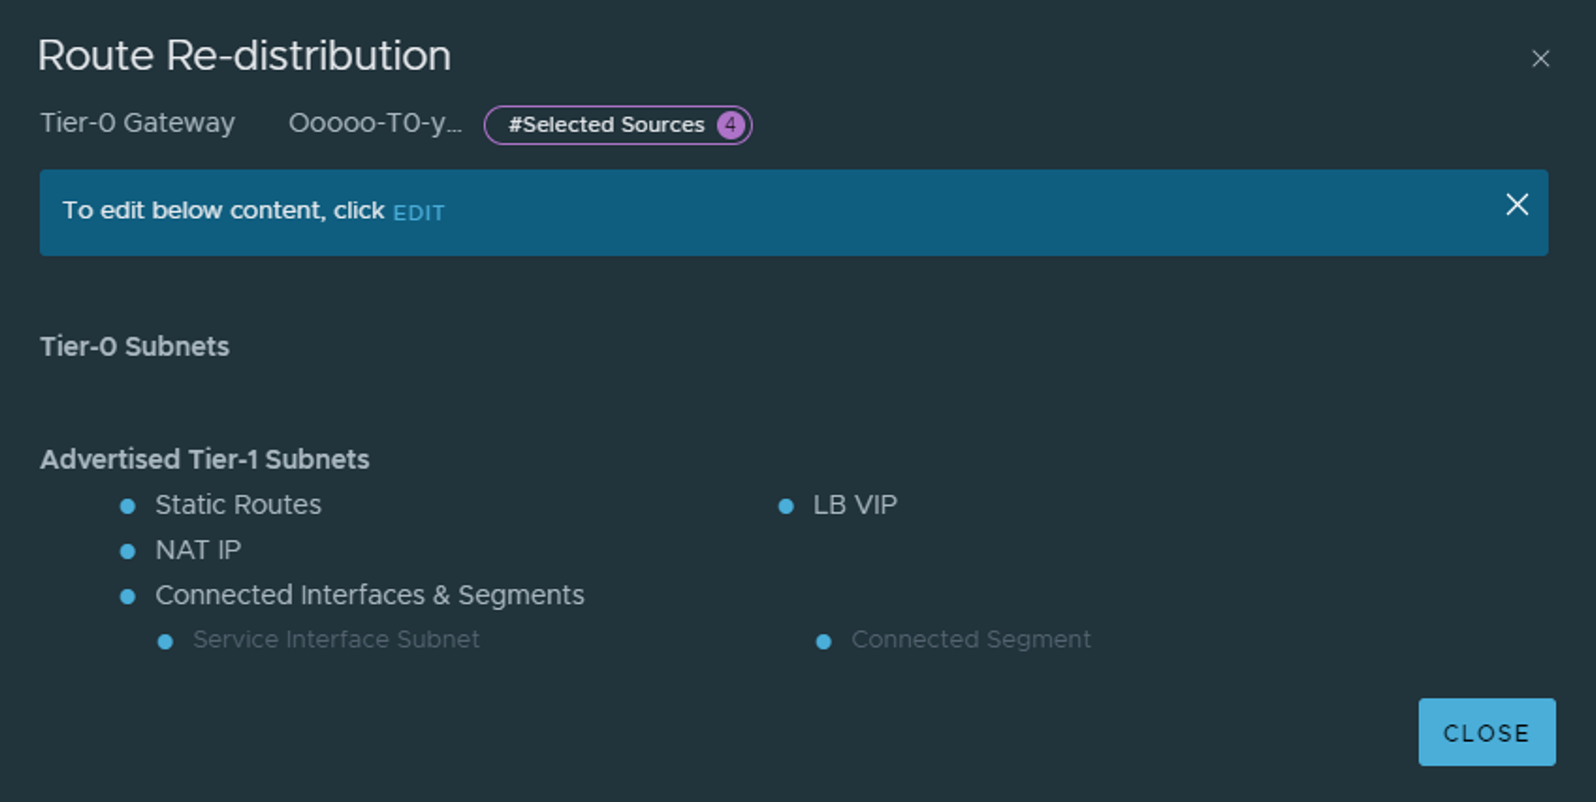 Route Re-distribution
Tier-0 Gateway Ooooo-T0-y... #Selected Sources 4
To edit below content, click EDIT
Tier-0 Subnets
Advertised Tier-1 Subnets
Static Routes LB VIP
NAT IP
Connected Interfaces & Segments
Service Interface Subnet Connected Segment
CLOSE